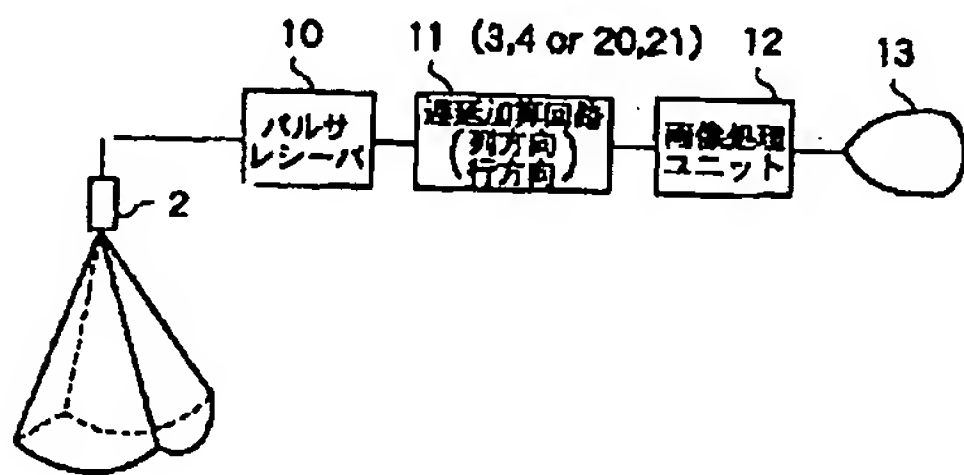 10
11 (3,4 or 20,21)
12
13
パルサ
レシーバ
遅延加算回路
(列方向
行方向)
画像処理
ユニット
2